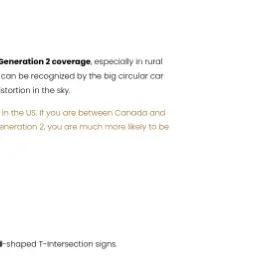 Generation 2 coverage, especially in rural
can be recognized by the big circular car
stortion in the sky.
in the US. If you are between Canada and
eneration 2, you are much more likely to be
-shaped T-Intersection signs.